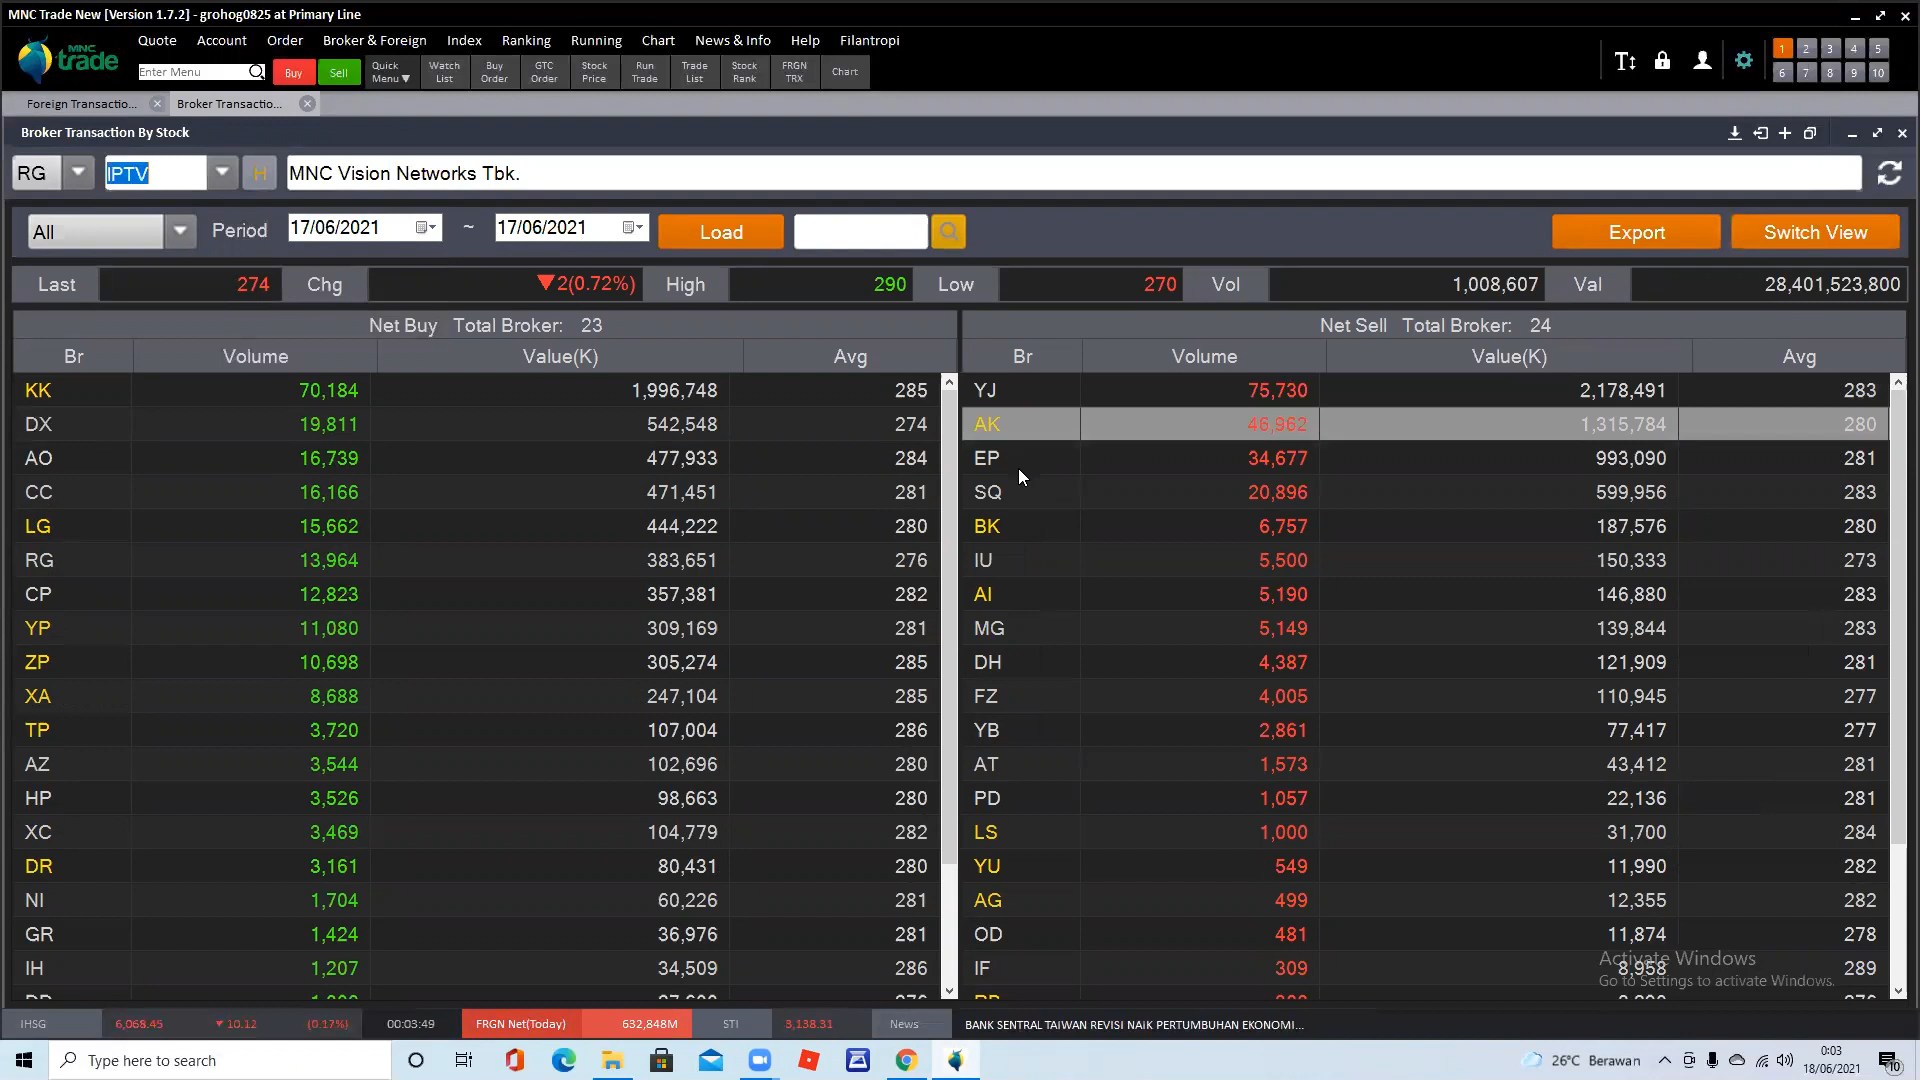 MNC Trade New [Version 1.7.2] - grohog0825 at Primary Line
MNC trade
Quote Account Order Broker & Foreign Index Ranking Running Chart News & Info Help Filantropi
Enter Menu Buy Sell Quick Menu▼ Watch List Buy Order GTC Order Stock Price Run Trade Trade List Stock Rank FRGN TRX Chart
1 2 3 4 5
6 7 8 9 10
Foreign Transactio... Broker Transactio...
Broker Transaction By Stock
RG IPTV H MNC Vision Networks Tbk.
All Period 17/06/2021 ~ 17/06/2021 Load Export Switch View
Last 274 Chg ▼2(0.72%) High 290 Low 270 Vol 1,008,607 Val 28,401,523,800
Net Buy Total Broker: 23 Net Sell Total Broker: 24
Br Volume Value(K) Avg Br Volume Value(K) Avg
KK 70,184 1,996,748 285 YJ 75,730 2,178,491 283
DX 19,811 542,548 274 AK 46,962 1,315,784 280
AO 16,739 477,933 284 EP 34,677 993,090 281
CC 16,166 471,451 281 SQ 20,896 599,956 283
LG 15,662 444,222 280 BK 6,757 187,576 280
RG 13,964 383,651 276 IU 5,500 150,333 273
CP 12,823 357,381 282 AI 5,190 146,880 283
YP 11,080 309,169 281 MG 5,149 139,844 283
ZP 10,698 305,274 285 DH 4,387 121,909 281
XA 8,688 247,104 285 FZ 4,005 110,945 277
TP 3,720 107,004 286 YB 2,861 77,417 277
AZ 3,544 102,696 280 AT 1,573 43,412 281
HP 3,526 98,663 280 PD 1,057 22,136 281
XC 3,469 104,779 282 LS 1,000 31,700 284
DR 3,161 80,431 280 YU 549 11,990 282
NI 1,704 60,226 281 AG 499 12,355 282
GR 1,424 36,976 281 OD 481 11,874 278
IH 1,207 34,509 286 IF 309 8,958 289
Activate Windows
Go to Settings to activate Windows.
IHSG 6,068.45 ▼10.12 (0.17%) 00:03:49 FRGN Net(Today) 632,848M STI 3,138.31 News BANK SENTRAL TAIWAN REVISI NAIK PERTUMBUHAN EKONOMI...
Type here to search 26°C Berawan 0:03
18/06/2021
10